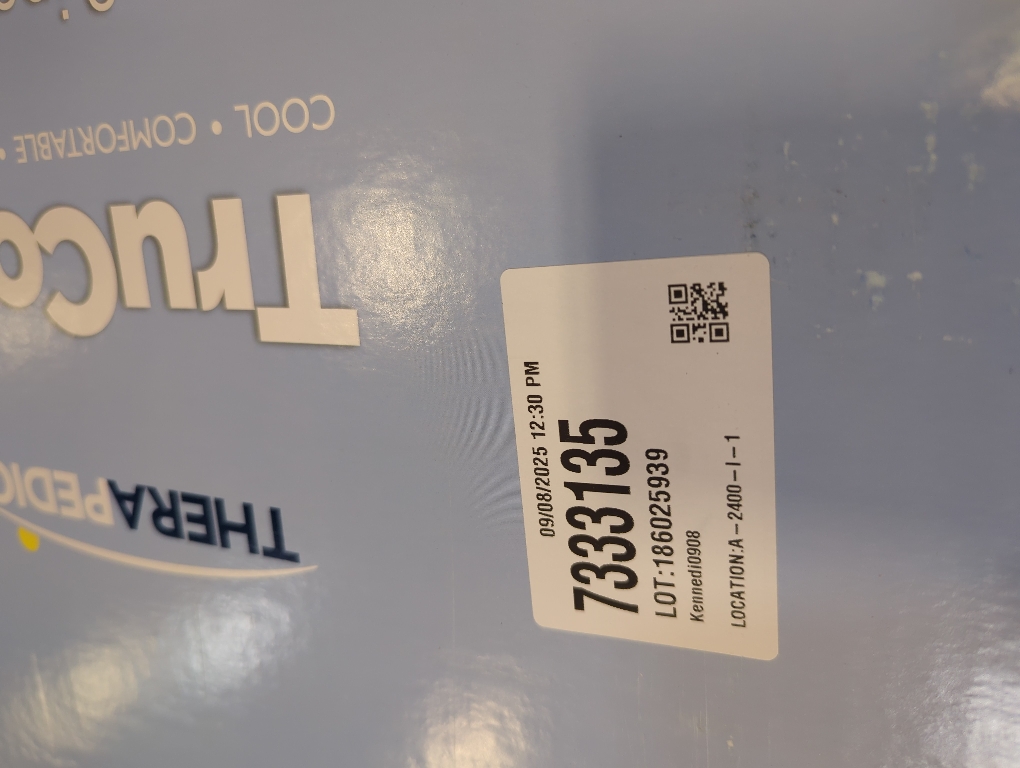 COOL • COMFORTABLE •
TruCo
THERAPEDIC
09/08/2025 12:30 PM
7333135
LOT:186025939
Kennedi0908
LOCATION:A-2400-I-1